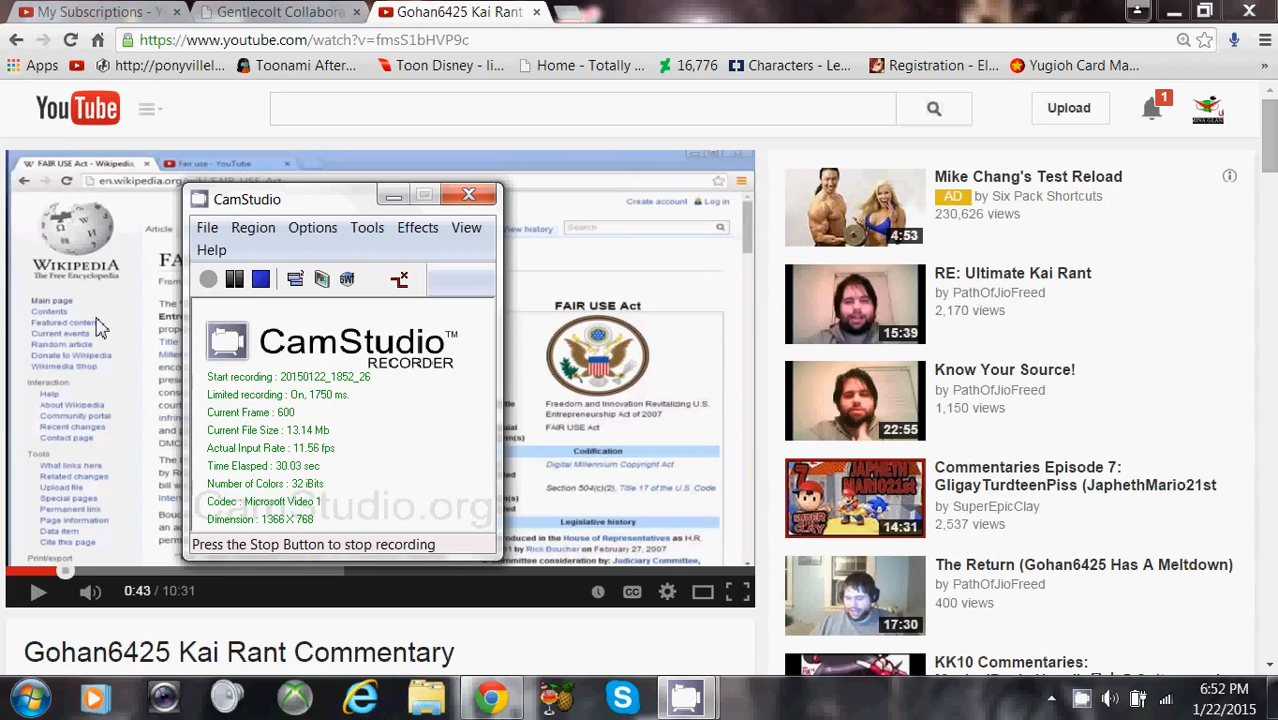 My Subscriptions - Y
Gentlecolt Collabora
Gohan6425 Kai Rant
https://www.youtube.com/watch?v=fmsS1bHVP9c
Apps
http://ponyvillel...
Toonami After...
Toon Disney - li...
Home - Totally ...
16,776
Characters - Le...
Registration - El...
Yugioh Card Ma...
»
YouTube
Upload
1
FAIR USE Act - Wikipedia,
Fair use - YouTube
en.wikipedia.org/wiki/FAIR_USE_Act
Create account
Log in
Article
View history
Search
WIKIPEDIA
The Free Encyclopedia
Main page
Contents
Featured content
Current events
Random article
Donate to Wikipedia
Wikimedia Shop
Interaction
Help
About Wikipedia
Community portal
Recent changes
Contact page
Tools
What links here
Related changes
Upload file
Special pages
Permanent link
Page information
Data item
Cite this page
Print/export
FAIR USE Act
Freedom and Innovation Revitalizing U.S.
Entrepreneurship Act of 2007
FAIR USE Act
Codification
Digital Millennium Copyright Act
Section 504(c)(2), Title 17 of the U.S. Code
Legislative history
the House of Representatives as H.R.
1 by Rick Boucher on February 27, 2007
committee consideration by: Judiciary Committee,
CamStudio
File Region Options Tools Effects View
Help
CamStudio™
RECORDER
Start recording : 20150122_1852_26
Limited recording : On, 1750 ms.
Current Frame : 600
Current File Size : 13.14 Mb
Actual Input Rate : 11.56 fps
Time Elasped : 30.03 sec
Number of Colors : 32 Bits
Codec : Microsoft Video 1
Dimension : 1366 X 768
CamStudio.org
Press the Stop Button to stop recording
0:43 / 10:31
CC
Gohan6425 Kai Rant Commentary
Mike Chang's Test Reload
AD by Six Pack Shortcuts
230,626 views
4:53
RE: Ultimate Kai Rant
by PathOfJioFreed
2,170 views
15:39
Know Your Source!
by PathOfJioFreed
1,150 views
22:55
Commentaries Episode 7:
GligayTurdteenPiss (JaphethMario21st
by SuperEpicClay
2,537 views
7 JAPHETH
MARIO21st
SUPER
CLAY
14:31
The Return (Gohan6425 Has A Meltdown)
by PathOfJioFreed
400 views
17:30
KK10 Commentaries:
6:52 PM
1/22/2015